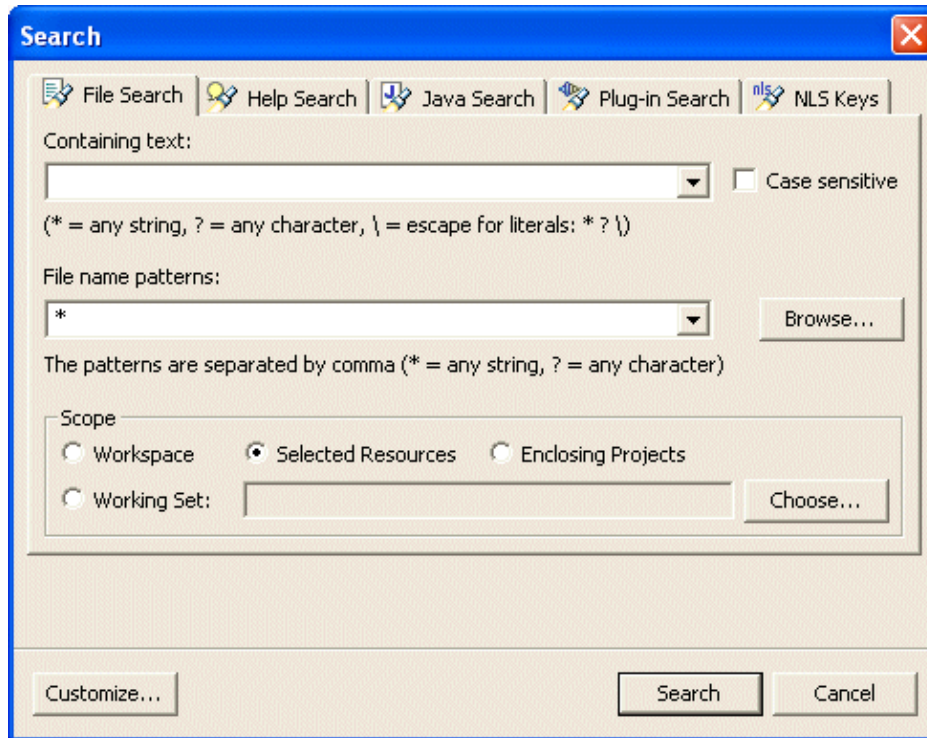 Search
File Search Help Search Java Search Plug-in Search nls NLS Keys
Containing text:
Case sensitive
(* = any string, ? = any character, \ = escape for literals: * ? \)
File name patterns:
* Browse...
The patterns are separated by comma (* = any string, ? = any character)
Scope
Workspace Selected Resources Enclosing Projects
Working Set: Choose...
Customize... Search Cancel